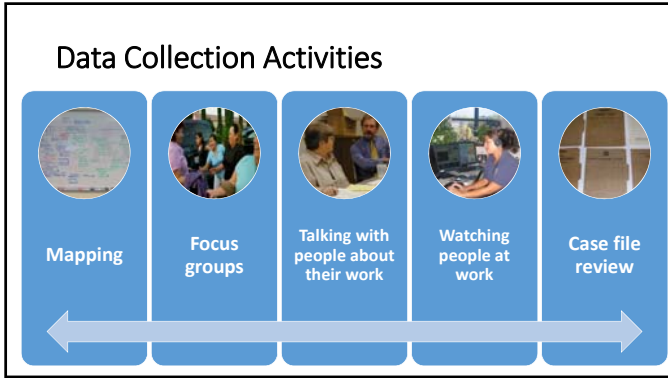 Data Collection Activities
Mapping
Focus
groups
Talking with
people about
their work
Watching
people at
work
Case file
review